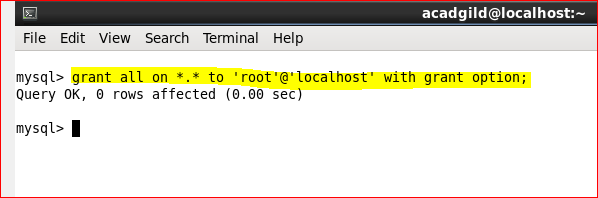 acadgild@localhost:~
File Edit View Search Terminal Help
mysql> grant all on *.* to 'root'@'localhost' with grant option;
Query OK, 0 rows affected (0.00 sec)
mysql>